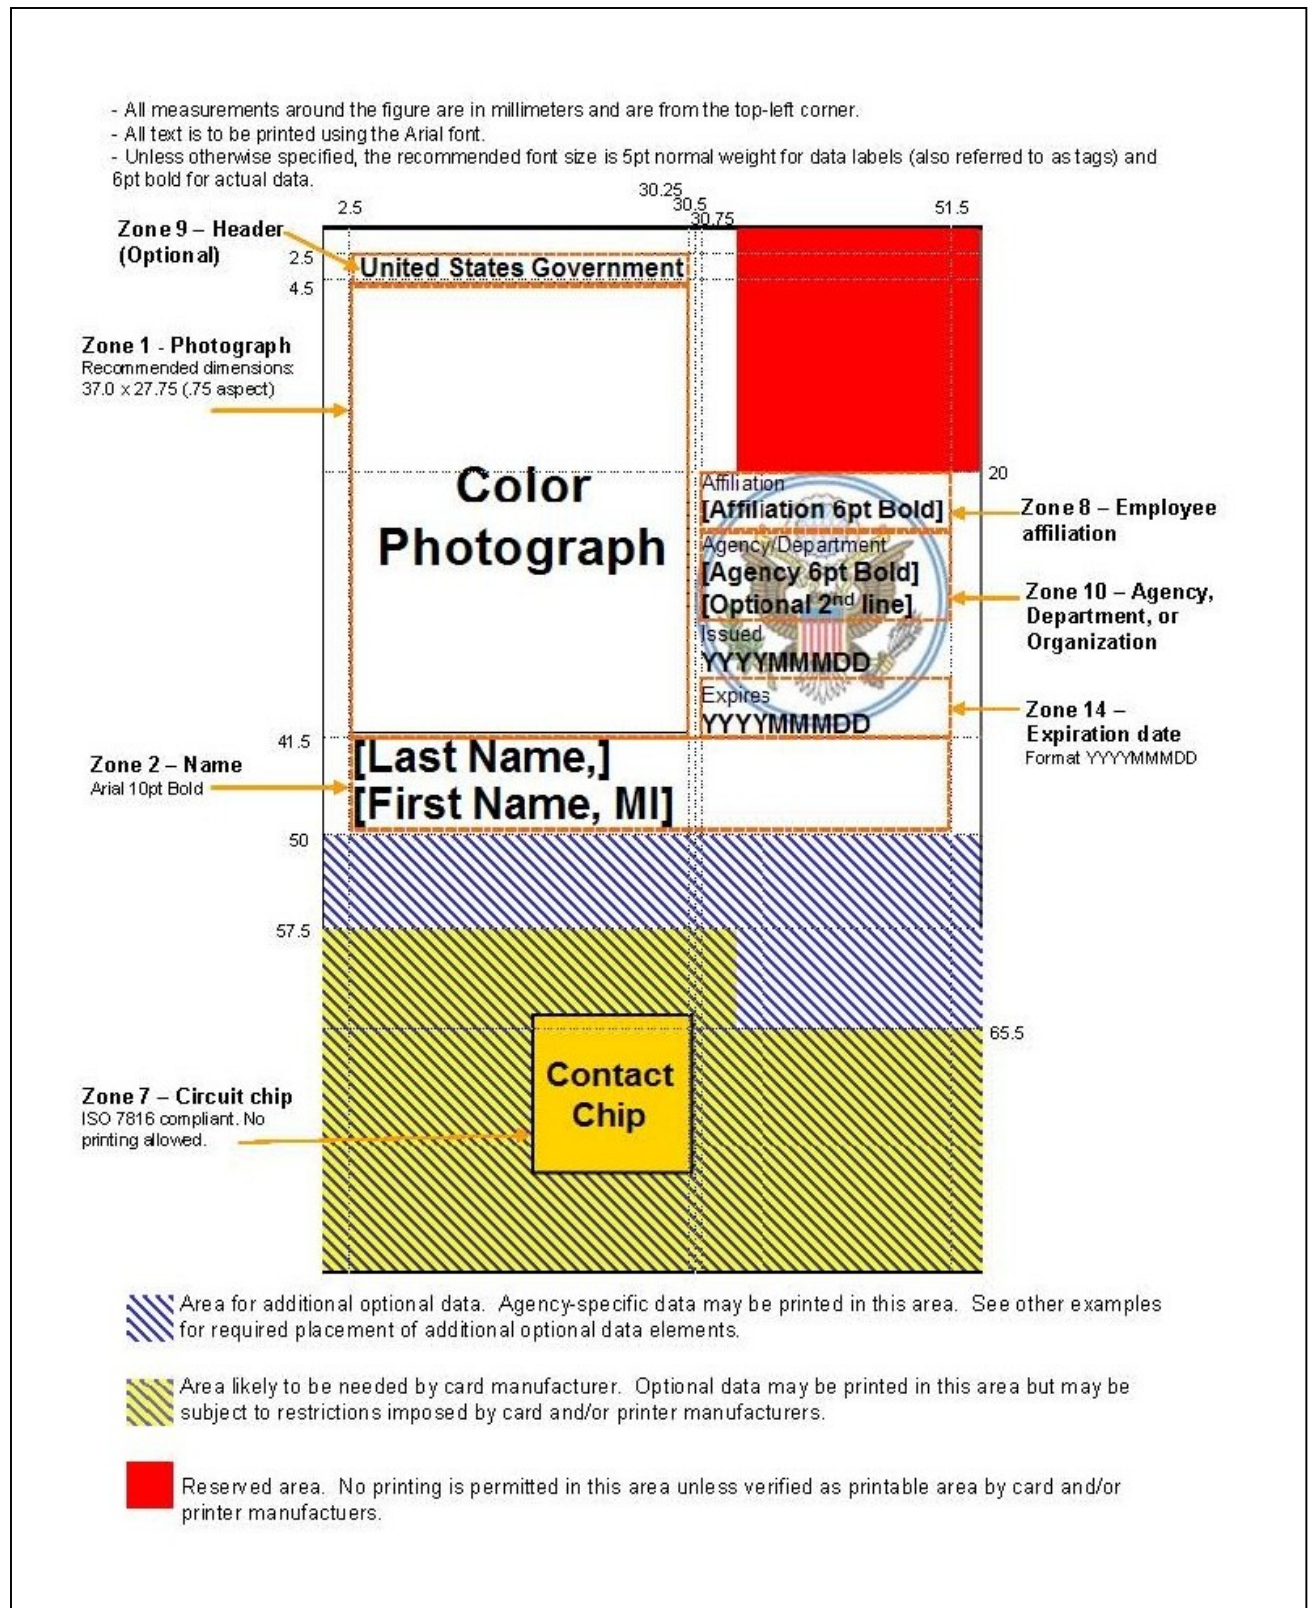 - All measurements around the figure are in millimeters and are from the top-left corner.
- All text is to be printed using the Arial font.
- Unless otherwise specified, the recommended font size is 5pt normal weight for data labels (also referred to as tags) and
6pt bold for actual data.
30.25
2.5
30.5
51.5
30.75
Zone 9 – Header
(Optional)
2.5
United States Government
4.5
Zone 1 - Photograph
Recommended dimensions:
37.0 x 27.75 (.75 aspect)
Color
Photograph
20
Affiliation
[Affiliation 6pt Bold]
Zone 8 – Employee
affiliation
Agency/Department
[Agency 6pt Bold]
[Optional 2nd line]
Zone 10 – Agency,
Department, or
Organization
Issued
YYYYMMMDD
Expires
YYYYMMMDD
Zone 14 –
Expiration date
Format YYYYMMMDD
41.5
Zone 2 – Name
Arial 10pt Bold
[Last Name,]
[First Name, MI]
50
57.5
65.5
Contact
Chip
Zone 7 – Circuit chip
ISO 7816 compliant. No
printing allowed.
Area for additional optional data. Agency-specific data may be printed in this area. See other examples
for required placement of additional optional data elements.
Area likely to be needed by card manufacturer. Optional data may be printed in this area but may be
subject to restrictions imposed by card and/or printer manufacturers.
Reserved area. No printing is permitted in this area unless verified as printable area by card and/or
printer manufactuers.